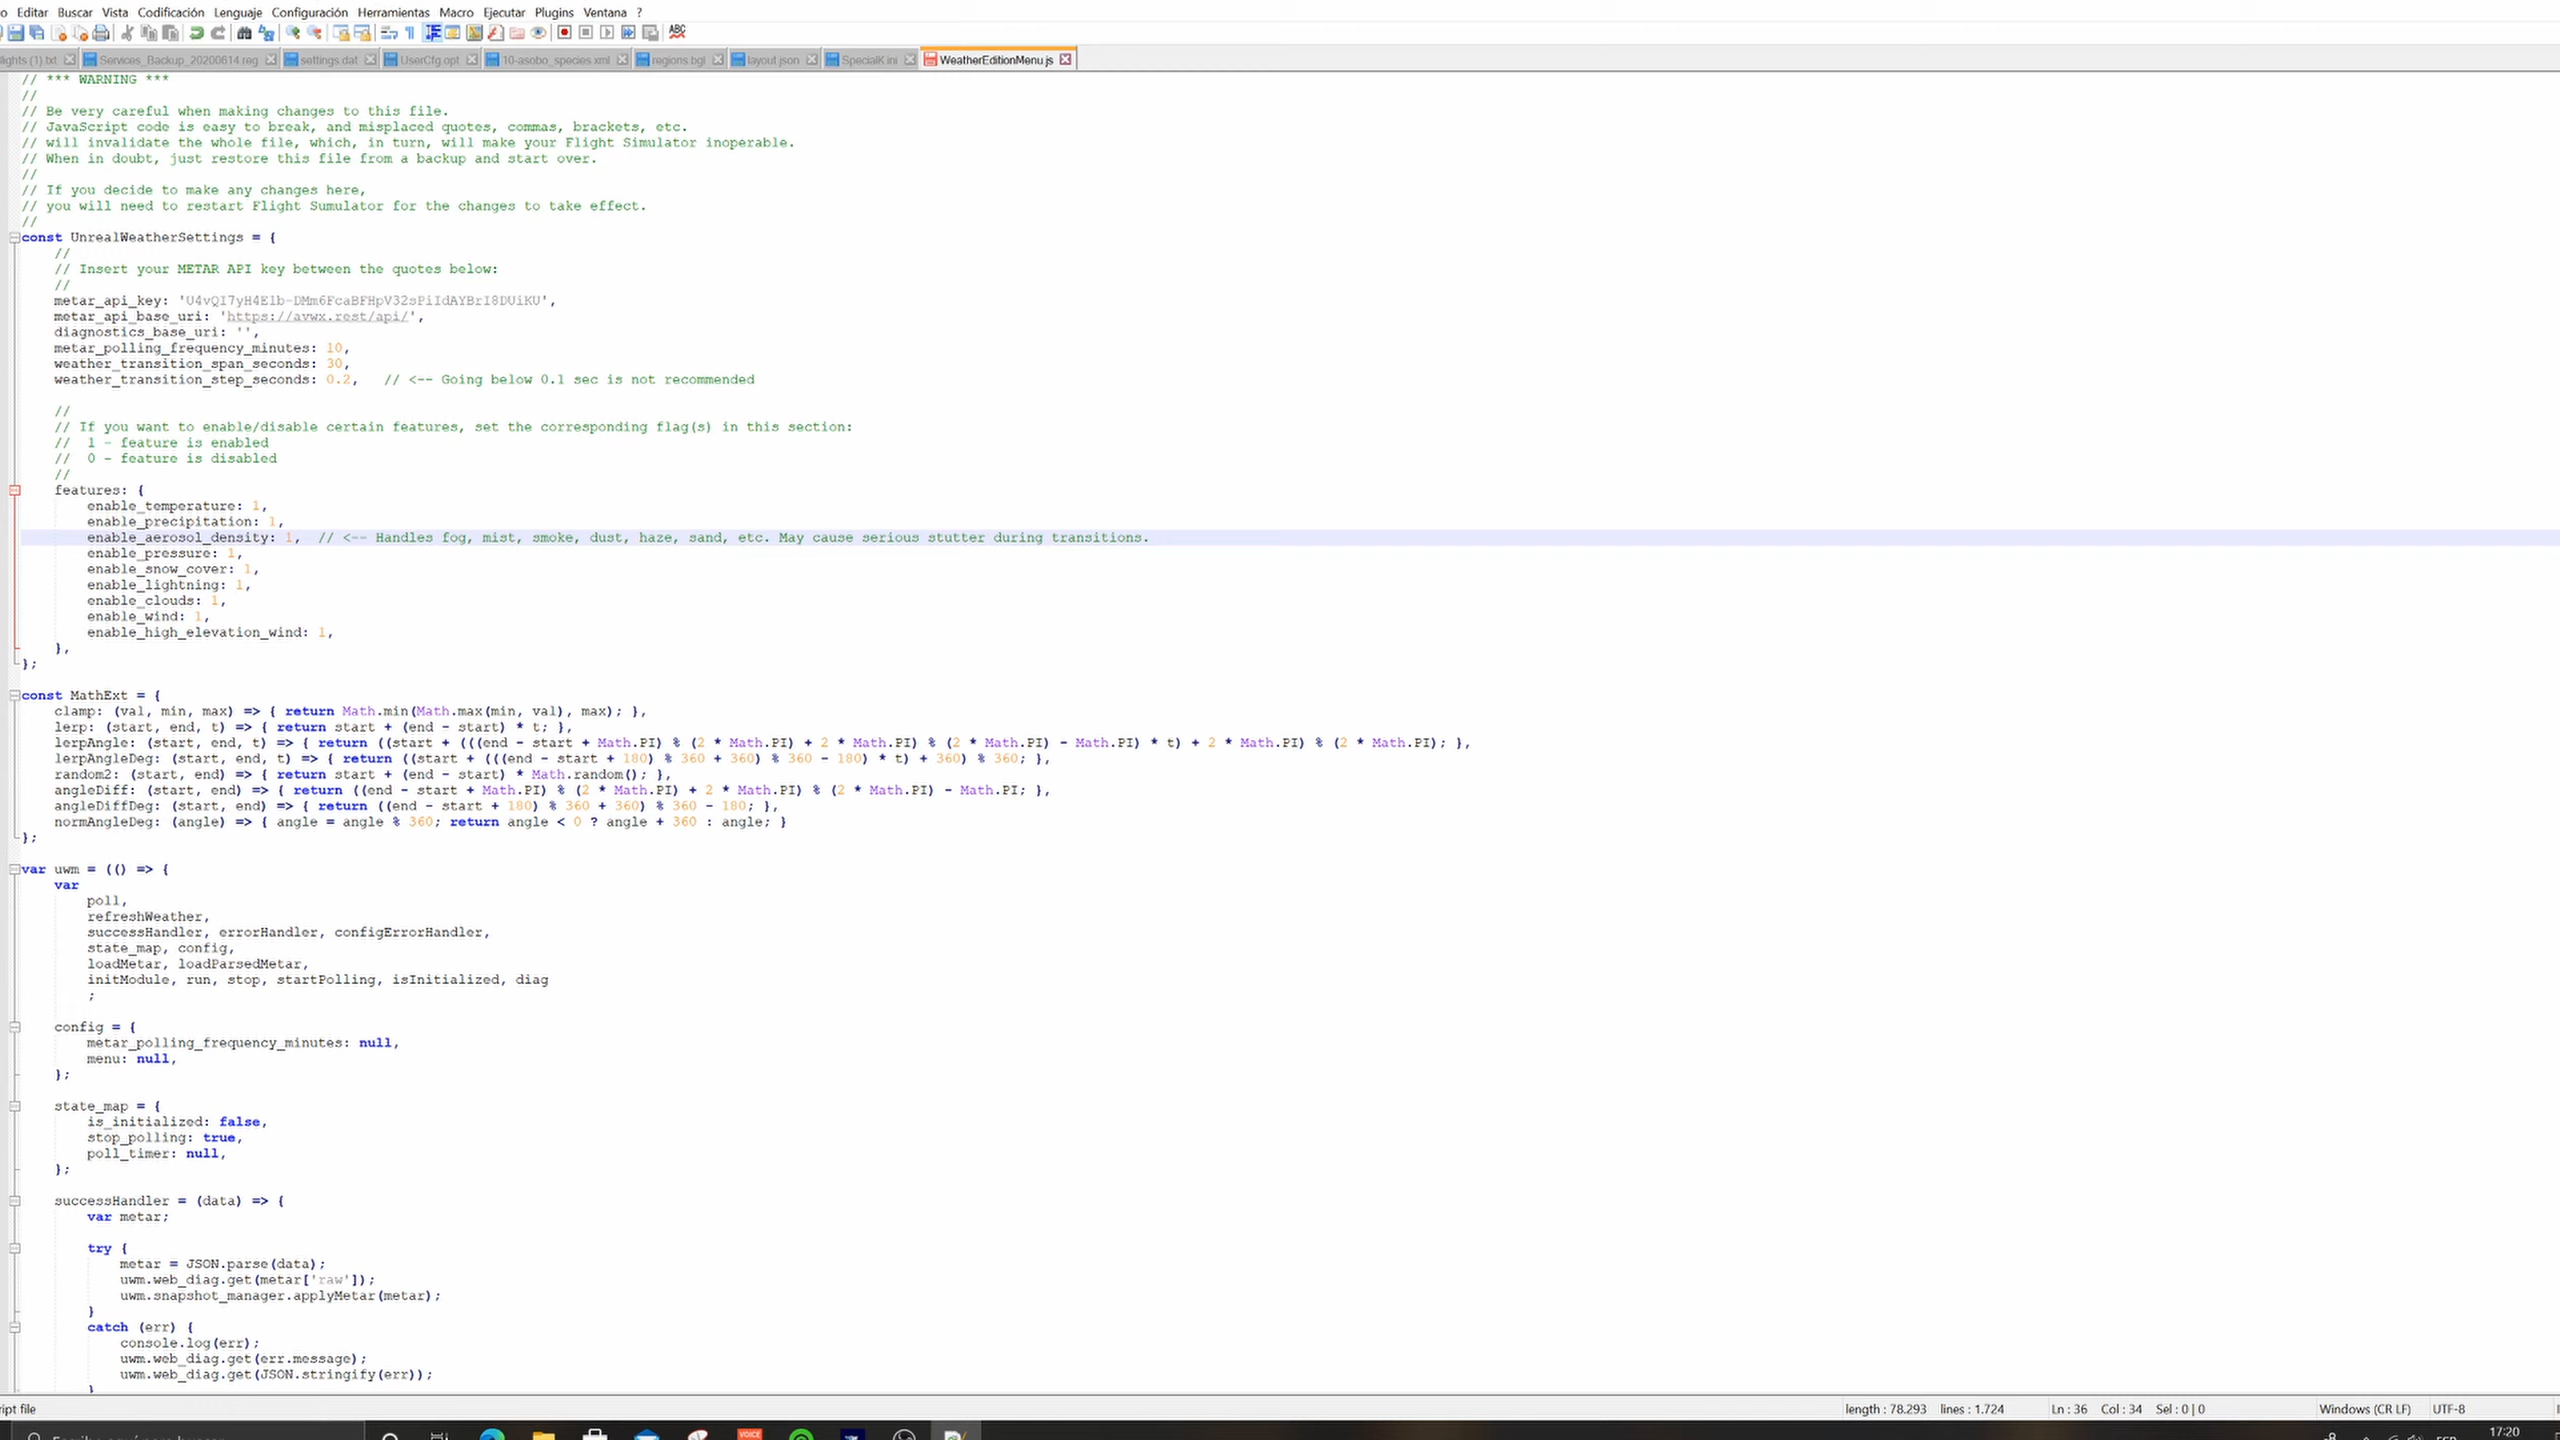 Editar Buscar Vista Codificación Lenguaje Configuración Herramientas Macro Ejecutar Plugins Ventana ?
lights (1).txt Services_Backup_20200614.reg settings.dat UserCfg.opt 10-asobo_species.xml regions.bgl layout.json SpecialK.ini WeatherEditionMenu.js
// *** WARNING ***
//
// Be very careful when making changes to this file.
// JavaScript code is easy to break, and misplaced quotes, commas, brackets, etc.
// will invalidate the whole file, which, in turn, will make your Flight Simulator inoperable.
// When in doubt, just restore this file from a backup and start over.
//
// If you decide to make any changes here,
// you will need to restart Flight Sumulator for the changes to take effect.
//
const UnrealWeatherSettings = {
//
// Insert your METAR API key between the quotes below:
//
metar_api_key: 'U4vQI7yH4Elb-DMm6FcaBFHpV32sPiIdAYBrI8DUiKU',
metar_api_base_uri: 'https://avwx.rest/api/',
diagnostics_base_uri: '',
metar_polling_frequency_minutes: 10,
weather_transition_span_seconds: 30,
weather_transition_step_seconds: 0.2, // <-- Going below 0.1 sec is not recommended
//
// If you want to enable/disable certain features, set the corresponding flag(s) in this section:
// 1 - feature is enabled
// 0 - feature is disabled
//
features: {
enable_temperature: 1,
enable_precipitation: 1,
enable_aerosol_density: 1, // <-- Handles fog, mist, smoke, dust, haze, sand, etc. May cause serious stutter during transitions.
enable_pressure: 1,
enable_snow_cover: 1,
enable_lightning: 1,
enable_clouds: 1,
enable_wind: 1,
enable_high_elevation_wind: 1,
},
};
const MathExt = {
clamp: (val, min, max) => { return Math.min(Math.max(min, val), max); },
lerp: (start, end, t) => { return start + (end - start) * t; },
lerpAngle: (start, end, t) => { return ((start + (((end - start + Math.PI) % (2 * Math.PI) + 2 * Math.PI) % (2 * Math.PI) - Math.PI) * t) + 2 * Math.PI) % (2 * Math.PI); },
lerpAngleDeg: (start, end, t) => { return ((start + (((end - start + 180) % 360 + 360) % 360 - 180) * t) + 360) % 360; },
random2: (start, end) => { return start + (end - start) * Math.random(); },
angleDiff: (start, end) => { return ((end - start + Math.PI) % (2 * Math.PI) + 2 * Math.PI) % (2 * Math.PI) - Math.PI; },
angleDiffDeg: (start, end) => { return ((end - start + 180) % 360 + 360) % 360 - 180; },
normAngleDeg: (angle) => { angle = angle % 360; return angle < 0 ? angle + 360 : angle; }
};
var uwm = (() => {
var
poll,
refreshWeather,
successHandler, errorHandler, configErrorHandler,
state_map, config,
loadMetar, loadParsedMetar,
initModule, run, stop, startPolling, isInitialized, diag
;
config = {
metar_polling_frequency_minutes: null,
menu: null,
};
state_map = {
is_initialized: false,
stop_polling: true,
poll_timer: null,
};
successHandler = (data) => {
var metar;
try {
metar = JSON.parse(data);
uwm.web_diag.get(metar['raw']);
uwm.snapshot_manager.applyMetar(metar);
}
catch (err) {
console.log(err);
uwm.web_diag.get(err.message);
uwm.web_diag.get(JSON.stringify(err));
}
ript file length : 78.293 lines : 1.724 Ln : 36 Col : 34 Sel : 0 | 0 Windows (CR LF) UTF-8
VOICE 17:20